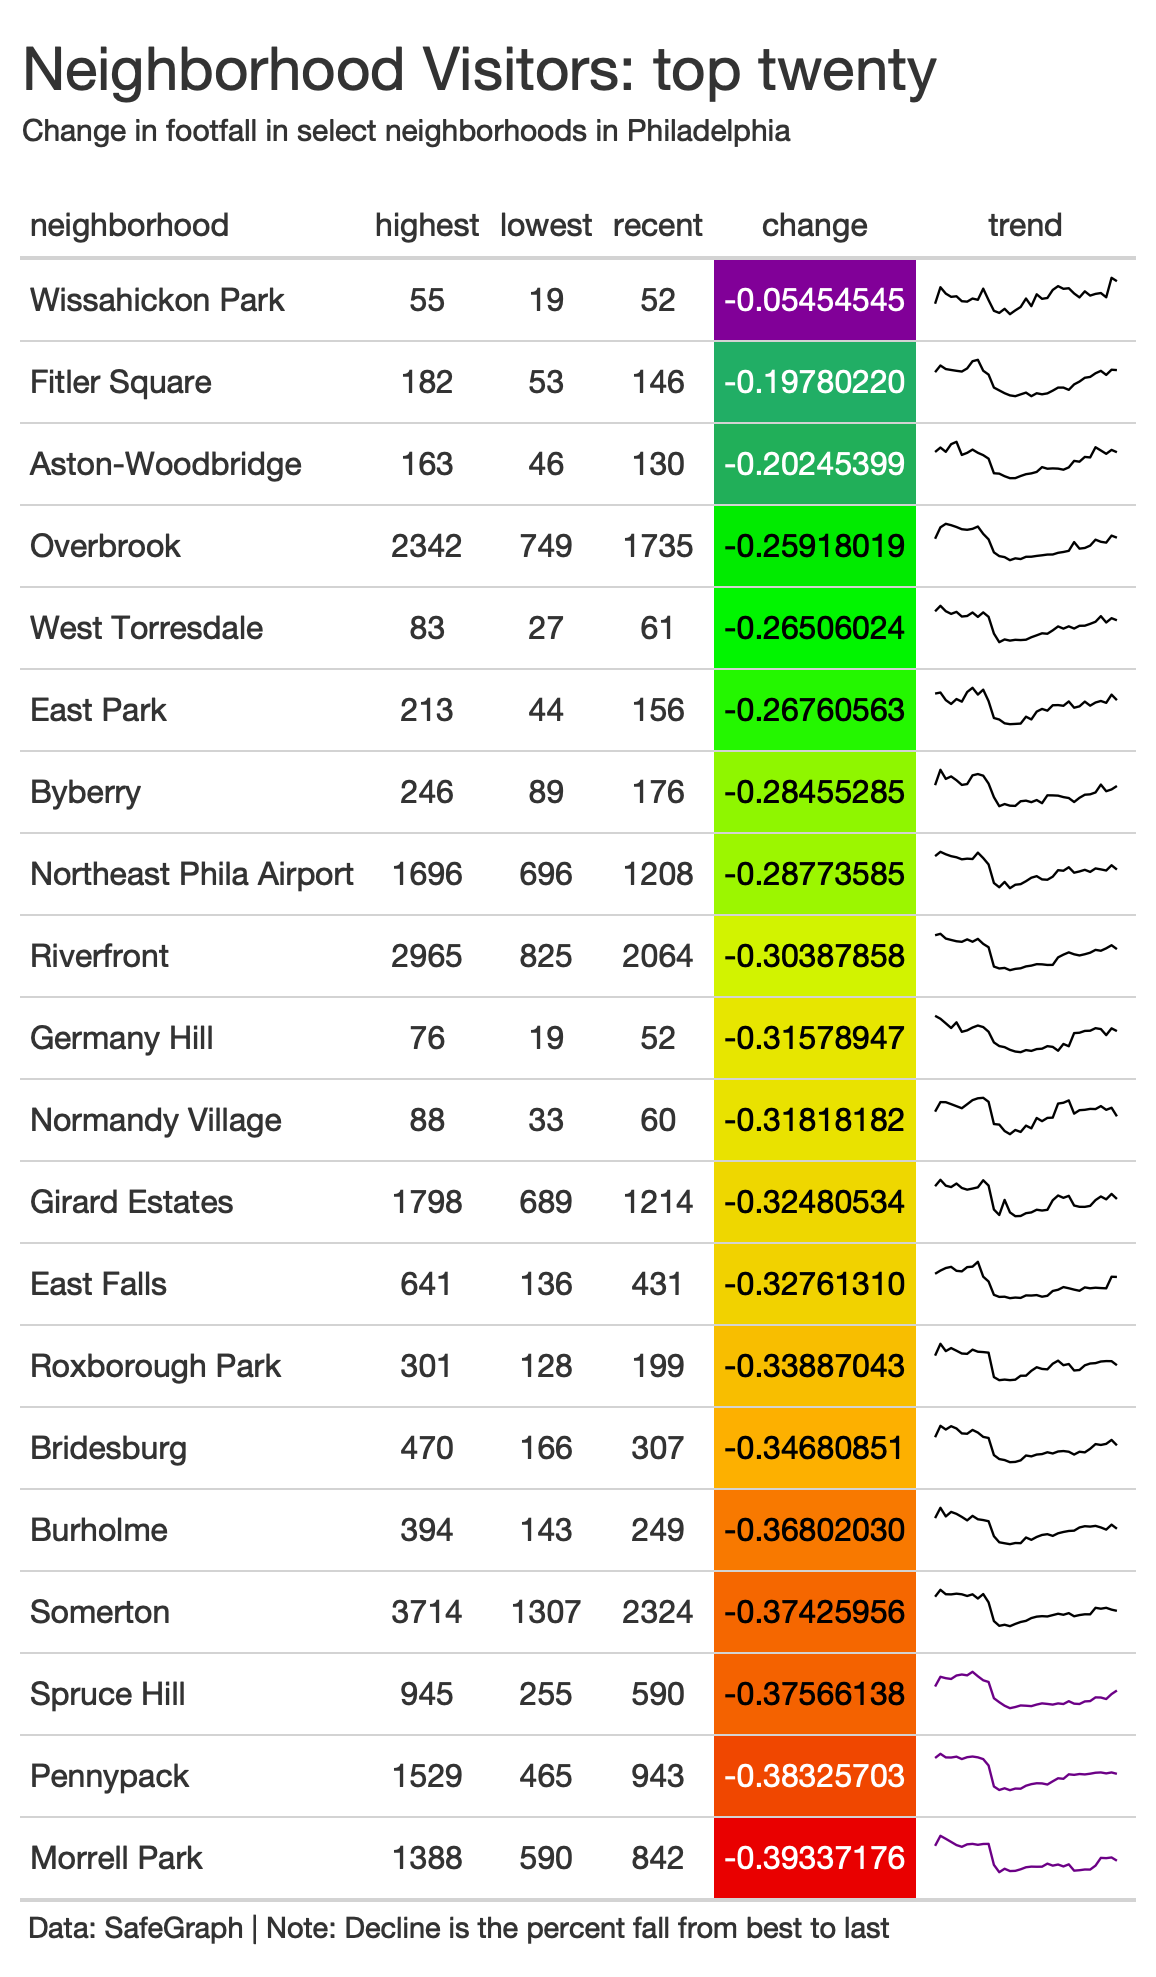 Neighborhood Visitors: top twenty
Change in footfall in select neighborhoods in Philadelphia
neighborhood highest lowest recent change trend
Wissahickon Park 55 19 52 -0.05454545
Fitler Square 182 53 146 -0.19780220
Aston-Woodbridge 163 46 130 -0.20245399
Overbrook 2342 749 1735 -0.25918019
West Torresdale 83 27 61 -0.26506024
East Park 213 44 156 -0.26760563
Byberry 246 89 176 -0.28455285
Northeast Phila Airport 1696 696 1208 -0.28773585
Riverfront 2965 825 2064 -0.30387858
Germany Hill 76 19 52 -0.31578947
Normandy Village 88 33 60 -0.31818182
Girard Estates 1798 689 1214 -0.32480534
East Falls 641 136 431 -0.32761310
Roxborough Park 301 128 199 -0.33887043
Bridesburg 470 166 307 -0.34680851
Burholme 394 143 249 -0.36802030
Somerton 3714 1307 2324 -0.37425956
Spruce Hill 945 255 590 -0.37566138
Pennypack 1529 465 943 -0.38325703
Morrell Park 1388 590 842 -0.39337176
Data: SafeGraph | Note: Decline is the percent fall from best to last